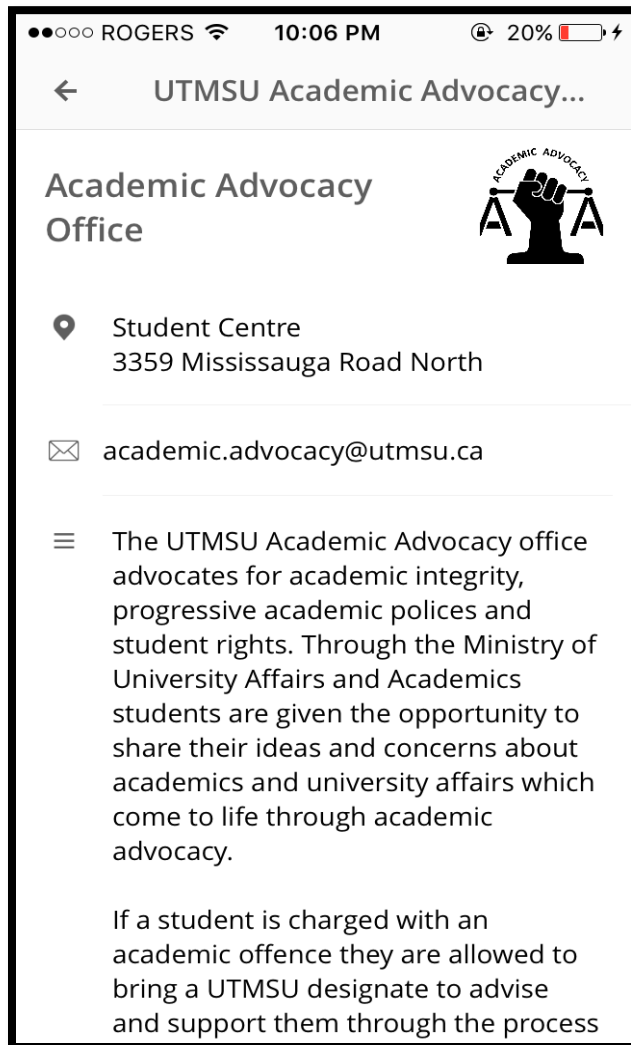 ROGERS 10:06 PM 20%
UTMSU Academic Advocacy...
ACADEMIC ADVOCACY
A A
Academic Advocacy
Office
Student Centre
3359 Mississauga Road North
academic.advocacy@utmsu.ca
The UTMSU Academic Advocacy office
advocates for academic integrity,
progressive academic polices and
student rights. Through the Ministry of
University Affairs and Academics
students are given the opportunity to
share their ideas and concerns about
academics and university affairs which
come to life through academic
advocacy.
If a student is charged with an
academic offence they are allowed to
bring a UTMSU designate to advise
and support them through the process